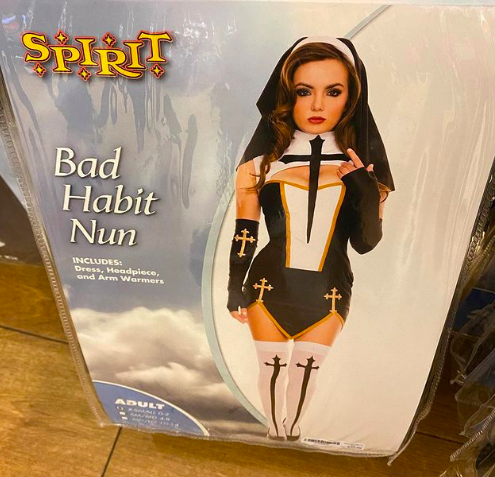 SPIRIT
Bad
Habit
Nun
INCLUDES:
Dress, Headpiece,
and Arm Warmers
ADULT